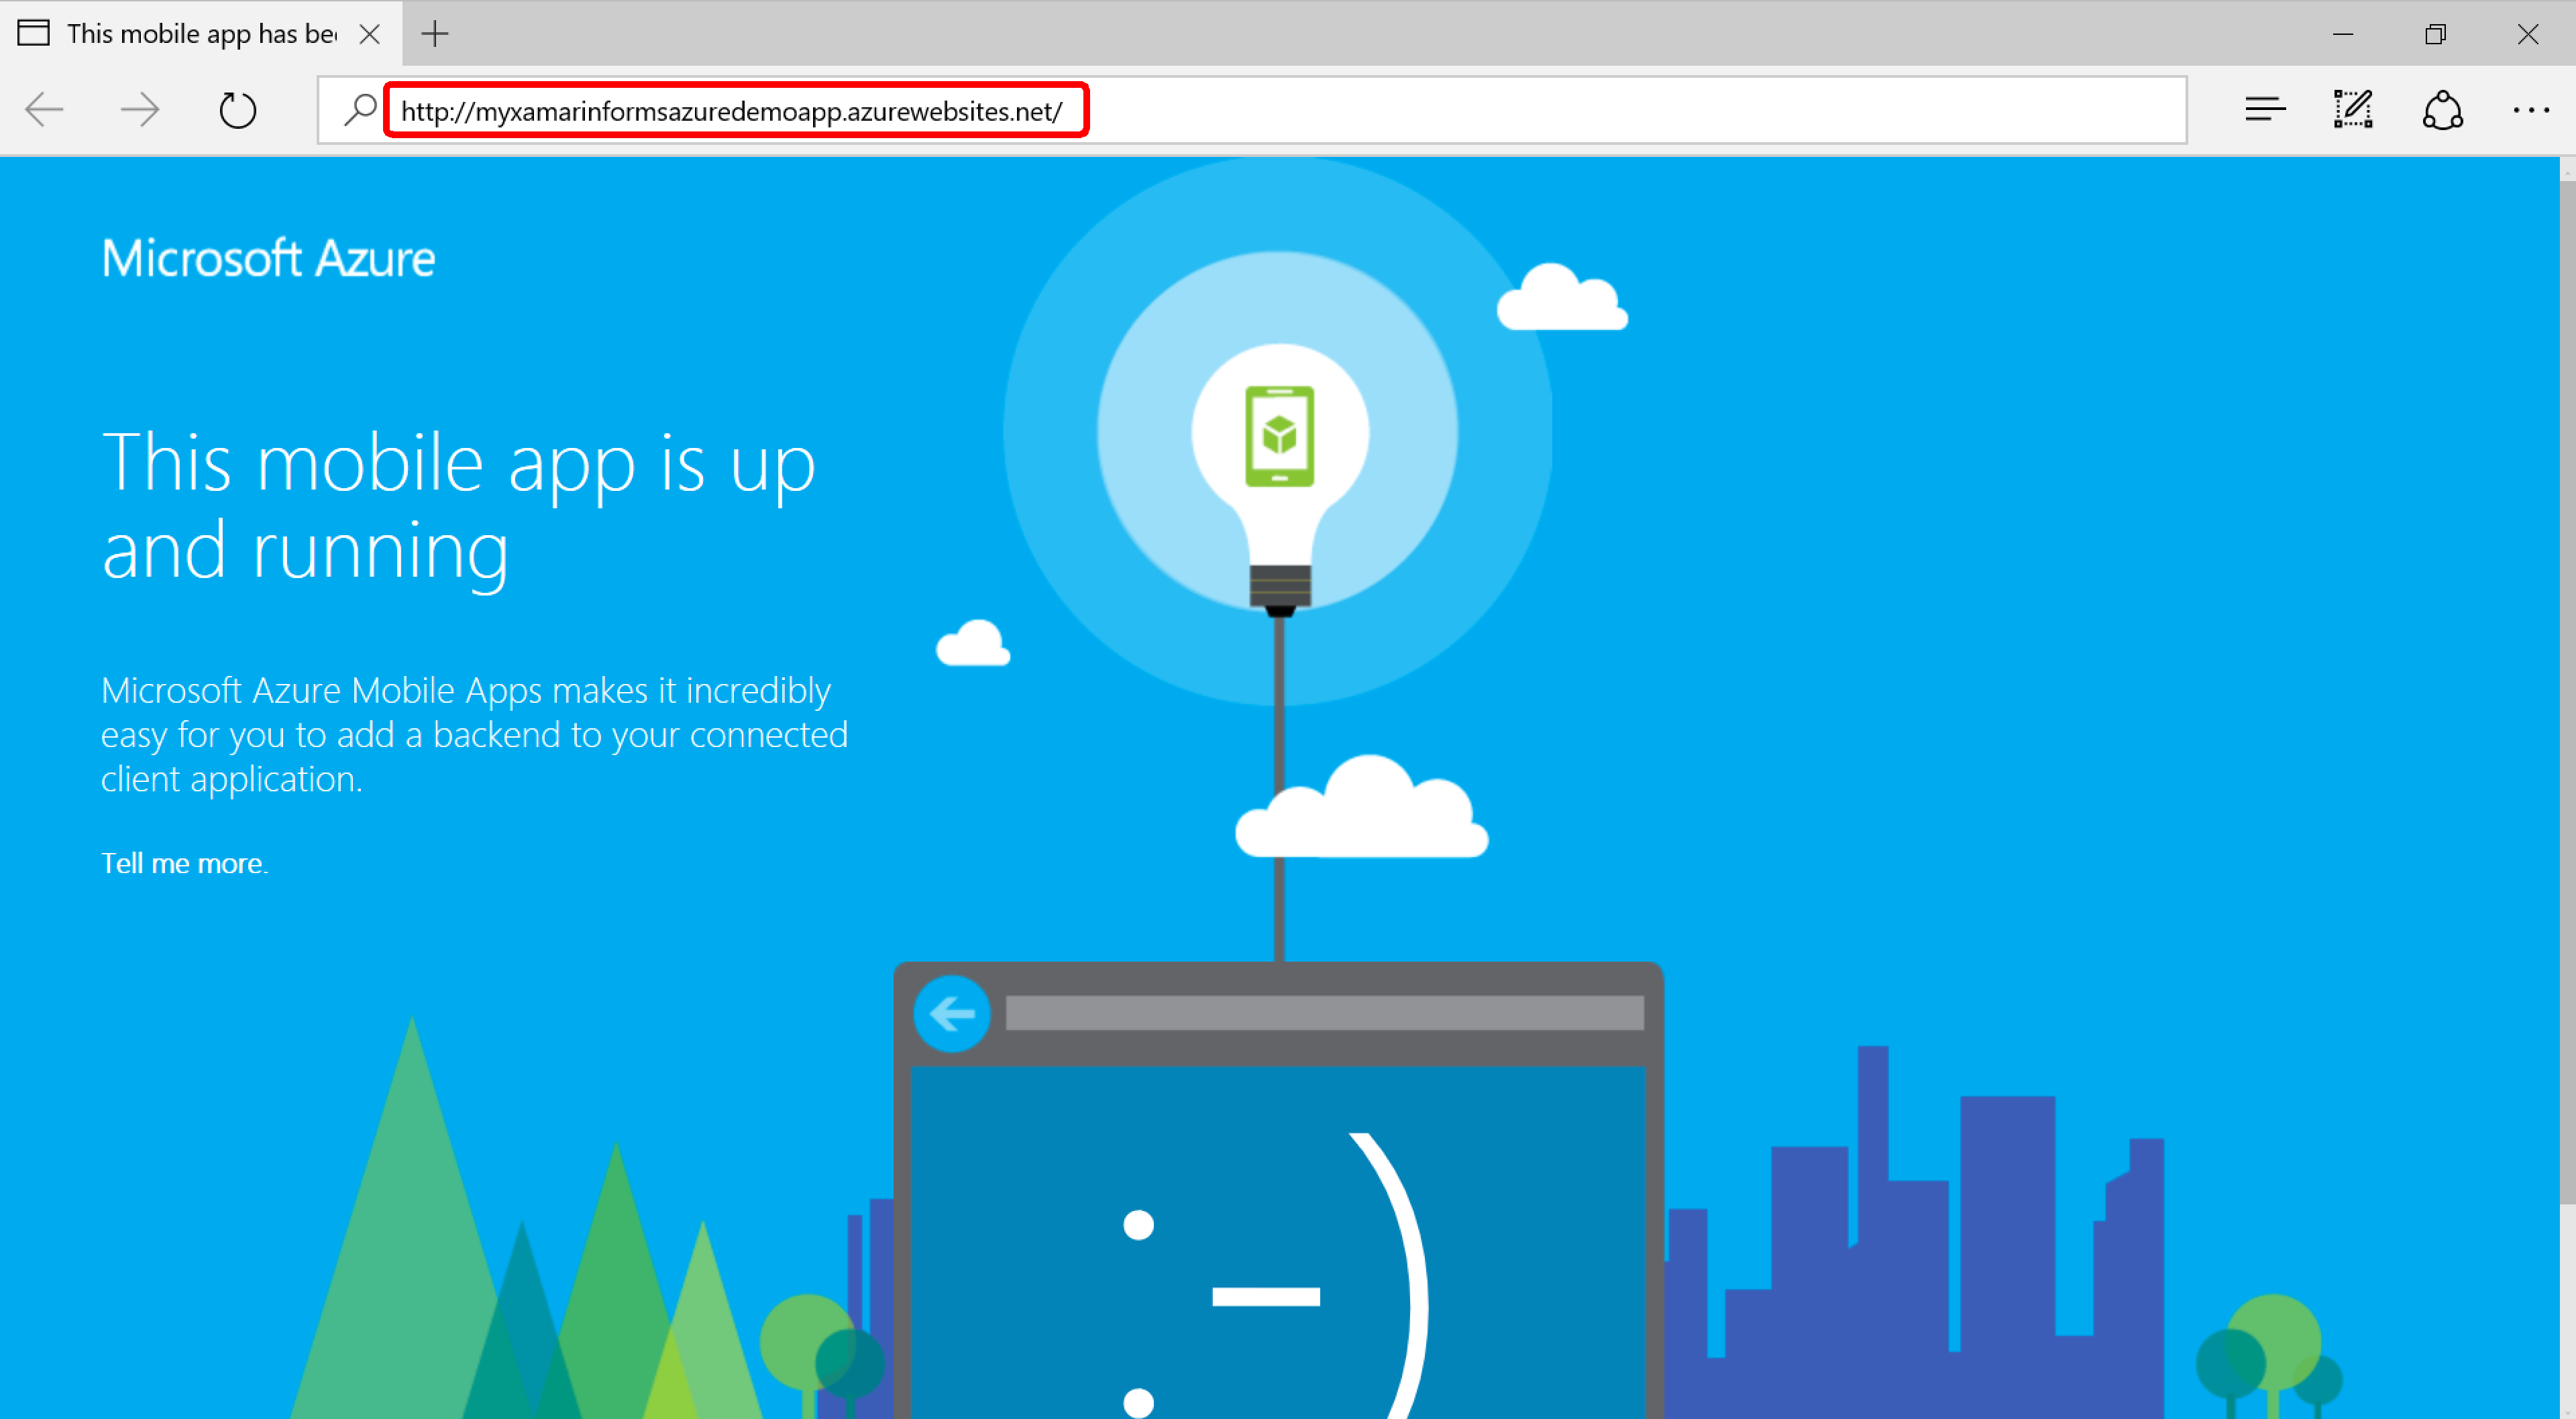 This mobile app has bee
http://myxamarinformsazuredemoapp.azurewebsites.net/
Microsoft Azure
This mobile app is up
and running
Microsoft Azure Mobile Apps makes it incredibly
easy for you to add a backend to your connected
client application.
Tell me more.
:-)